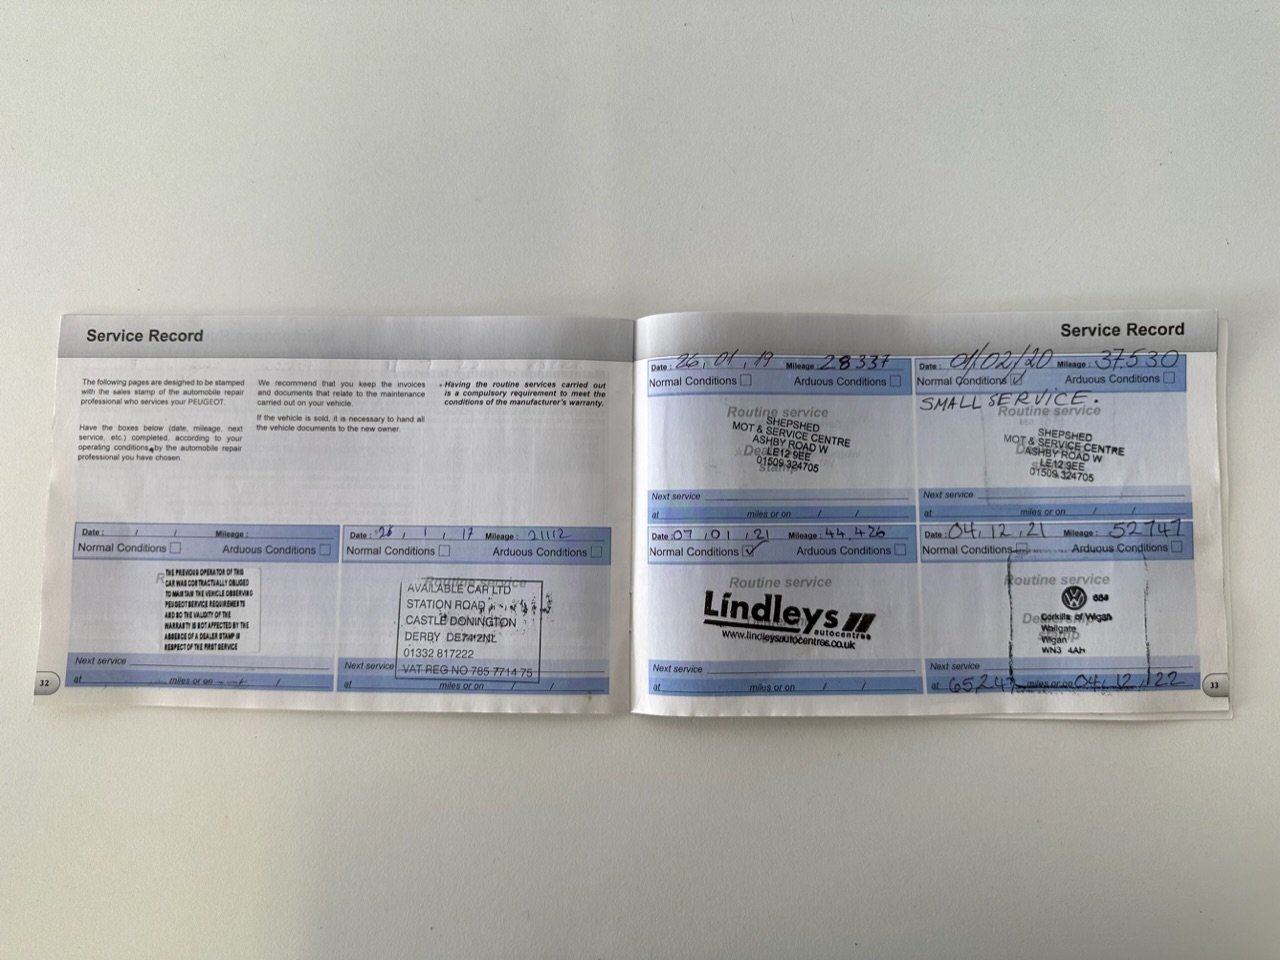 Service Record
The following pages are designed to be stamped
with the sales stamp of the automobile repair
professional who services your PEUGEOT.
Have the boxes below (date, mileage, next
service, etc.) completed, according to your
operating conditions, by the automobile repair
professional you have chosen.
We recommend that you keep the invoices
and documents that relate to the maintenance
carried out on your vehicle.
If the vehicle is sold, it is necessary to hand all
the vehicle documents to the new owner.
• Having the routine services carried out
is a compulsory requirement to meet the
conditions of the manufacturer's warranty.
Date : / / Mileage :
Normal Conditions Arduous Conditions
THE PREVIOUS OPERATOR OF THIS
CAR WAS CONTRACTUALLY OBLIGED
TO MAINTAIN THE VEHICLE OBSERVING
PEUGEOT SERVICE REQUIREMENTS
AND SO THE VALIDITY OF THE
WARRANTY IS NOT AFFECTED BY THE
ABSENCE OF A DEALER STAMP IN
RESPECT OF THE FIRST SERVICE
Next service
at miles or on / /
Date : / / 17 Mileage : 21112
Normal Conditions Arduous Conditions
Routine service
AVAILABLE CAR LTD
STATION ROAD
CASTLE DONINGTON
DERBY DE74 2NL
01332 817222
VAT REG NO 785 7714 75
Next service
at miles or on / /
32
Service Record
Date : 26 / 01 / 19 Mileage : 28337
Normal Conditions Arduous Conditions
Routine service
SHEPSHED
MOT & SERVICE CENTRE
ASHBY ROAD W
LE12 9EE
01509 324705
Next service
at miles or on / /
Date : 01/02/20 Mileage : 37530
Normal Conditions Arduous Conditions
SMALL SERVICE.
Routine service
SHEPSHED
MOT & SERVICE CENTRE
ASHBY ROAD W
LE12 9EE
01509 324705
Next service
at miles or on / /
Date : 07 / 01 / 21 Mileage : 44,426
Normal Conditions Arduous Conditions
Routine service
Lindleys
autocentres
www.lindleysautocentres.co.uk
Next service
at miles or on / /
Date : 04 / 12 / 21 Mileage : 52747
Normal Conditions Arduous Conditions
Routine service
Corkills of Wigan
Wallgate
Wigan
WN3 4AH
Next service
at miles or on 04 / 12 / 22
33